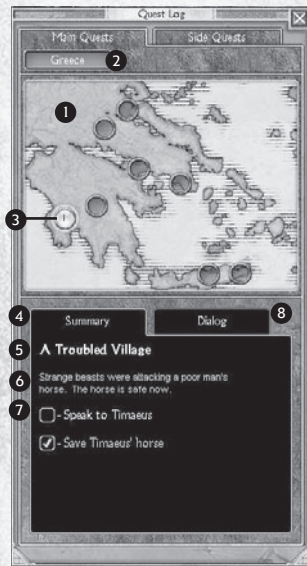 Quest Log
Main Quests
Side Quests
Greece
2
1
3
4
Summary
Dialog
8
5
A Troubled Village
6
Strange beasts were attacking a poor man's
horse. The horse is safe now.
7
- Speak to Timaeus
- Save Timaeus' horse